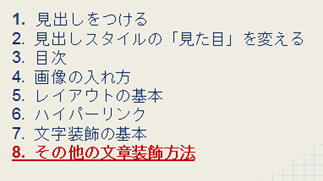 1. 見出しをつける
2. 見出しスタイルの「見た目」を変える
3. 目次
4. 画像の入れ方
5. レイアウトの基本
6. ハイパーリンク
7. 文字装飾の基本
8. その他の文章装飾方法